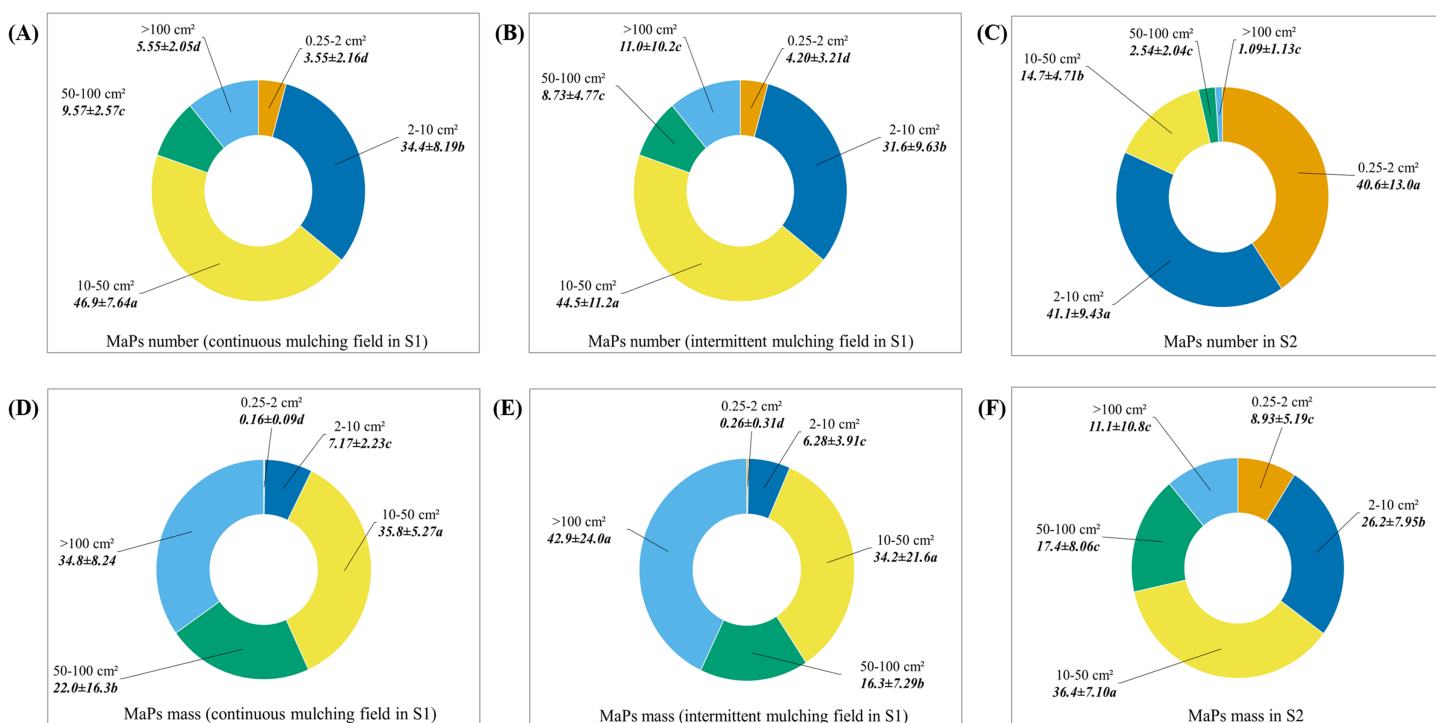 (A)
>100 cm²
5.55±2.05d
0.25-2 cm²
3.55±2.16d
50-100 cm²
9.57±2.57c
2-10 cm²
34.4±8.19b
10-50 cm²
46.9±7.64a
MaPs number (continuous mulching field in S1)
(B)
>100 cm²
11.0±10.2c
0.25-2 cm²
4.20±3.21d
50-100 cm²
8.73±4.77c
2-10 cm²
31.6±9.63b
10-50 cm²
44.5±11.2a
MaPs number (intermittent mulching field in S1)
(C)
50-100 cm²
2.54±2.04c
>100 cm²
1.09±1.13c
10-50 cm²
14.7±4.71b
0.25-2 cm²
40.6±13.0a
2-10 cm²
41.1±9.43a
MaPs number in S2
(D)
0.25-2 cm²
0.16±0.09d
2-10 cm²
7.17±2.23c
10-50 cm²
35.8±5.27a
>100 cm²
34.8±8.24
50-100 cm²
22.0±16.3b
MaPs mass (continuous mulching field in S1)
(E)
0.25-2 cm²
0.26±0.31d
2-10 cm²
6.28±3.91c
>100 cm²
42.9±24.0a
10-50 cm²
34.2±21.6a
50-100 cm²
16.3±7.29b
MaPs mass (intermittent mulching field in S1)
(F)
>100 cm²
11.1±10.8c
0.25-2 cm²
8.93±5.19c
2-10 cm²
26.2±7.95b
50-100 cm²
17.4±8.06c
10-50 cm²
36.4±7.10a
MaPs mass in S2